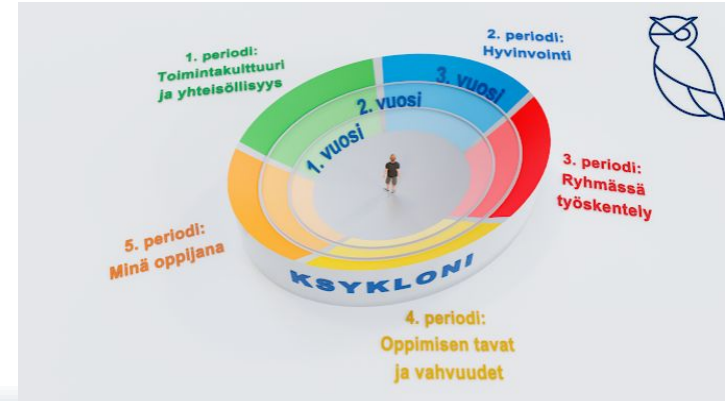 1. periodi:
Toimintakulttuuri
ja yhteisöllisyys
2. periodi:
Hyvinvointi
3. vuosi
2. vuosi
1. vuosi
3. periodi:
Ryhmässä
työskentely
5. periodi:
Minä oppijana
KSYKLONI
4. periodi:
Oppimisen tavat
ja vahvuudet